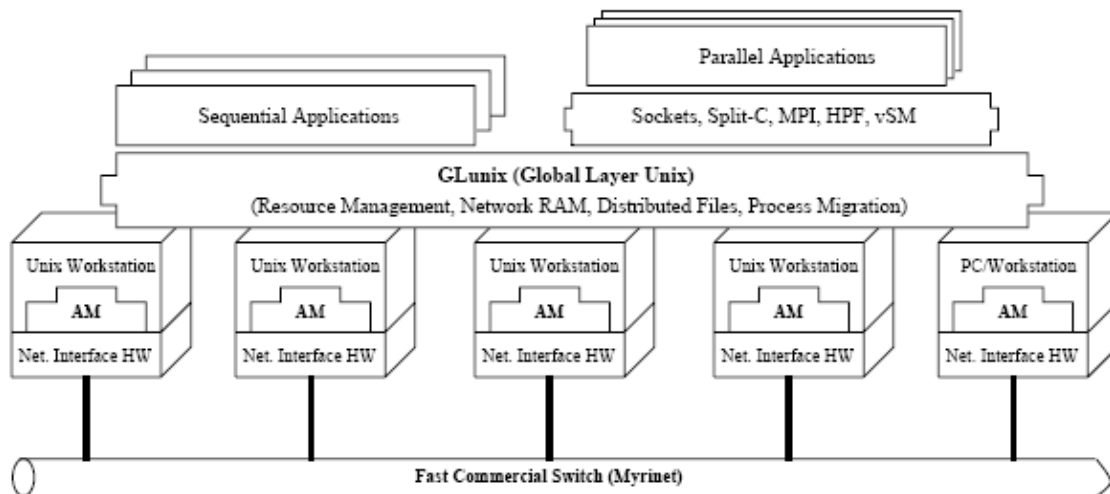 Parallel Applications
Sequential Applications
Sockets, Split-C, MPI, HPF, vSM
GLunix (Global Layer Unix)
(Resource Management, Network RAM, Distributed Files, Process Migration)
Unix Workstation
Unix Workstation
Unix Workstation
Unix Workstation
PC/Workstation
AM
AM
AM
AM
AM
Net. Interface HW
Net. Interface HW
Net. Interface HW
Net. Interface HW
Net. Interface HW
Fast Commercial Switch (Myrinet)